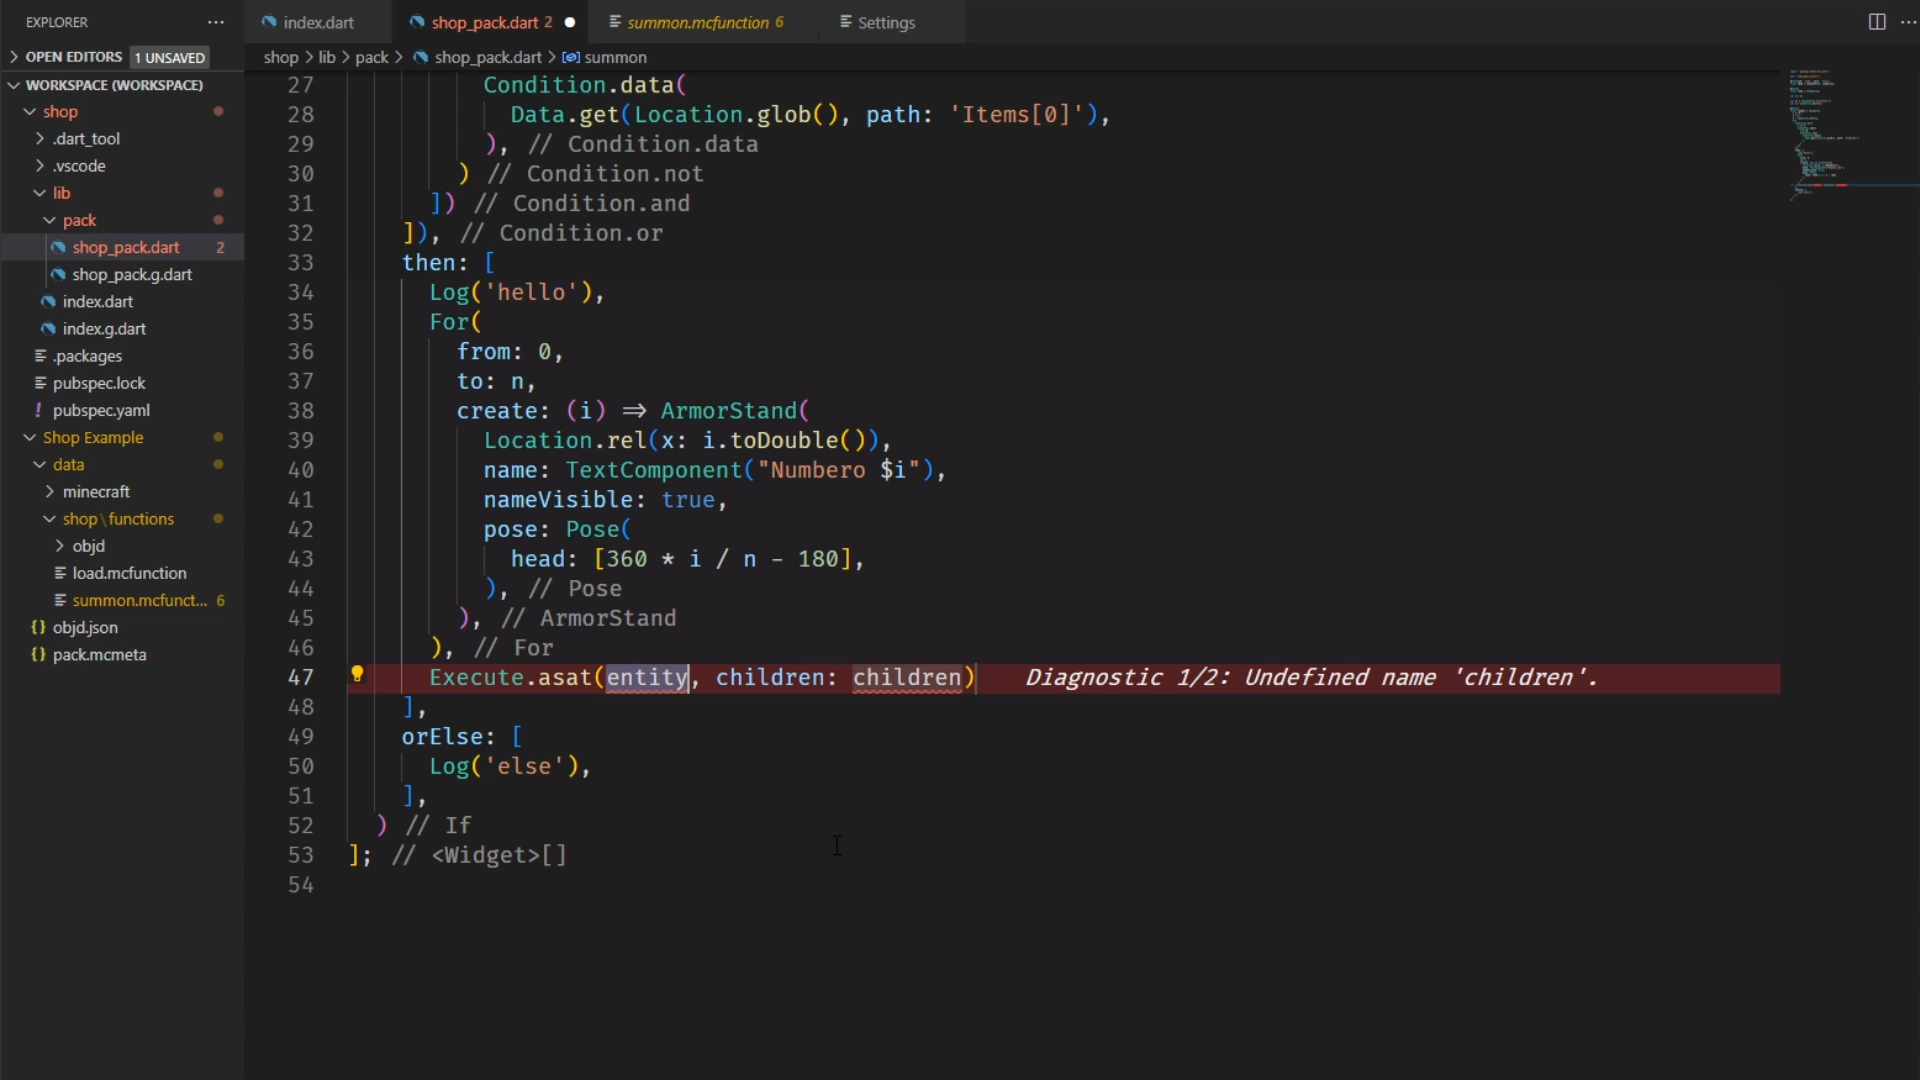 EXPLORER
OPEN EDITORS 1 UNSAVED
WORKSPACE (WORKSPACE)
shop
.dart_tool
.vscode
lib
pack
shop_pack.dart 2
shop_pack.g.dart
index.dart
index.g.dart
.packages
pubspec.lock
! pubspec.yaml
Shop Example
data
minecraft
shop\functions
objd
load.mcfunction
summon.mcfunct... 6
{} objd.json
{} pack.mcmeta
index.dart
shop_pack.dart 2
summon.mcfunction 6
Settings
shop > lib > pack > shop_pack.dart > summon
27 Condition.data(
28 Data.get(Location.glob(), path: 'Items[0]'),
29 ), // Condition.data
30 ) // Condition.not
31 ]) // Condition.and
32 ]), // Condition.or
33 then: [
34 Log('hello'),
35 For(
36 from: 0,
37 to: n,
38 create: (i) ⇒ ArmorStand(
39 Location.rel(x: i.toDouble()),
40 name: TextComponent("Numbero $i"),
41 nameVisible: true,
42 pose: Pose(
43 head: [360 * i / n - 180],
44 ), // Pose
45 ), // ArmorStand
46 ), // For
47 Execute.asat(entity, children: children) Diagnostic 1/2: Undefined name 'children'.
48 ],
49 orElse: [
50 Log('else'),
51 ],
52 ) // If
53 ]; // <Widget>[]
54